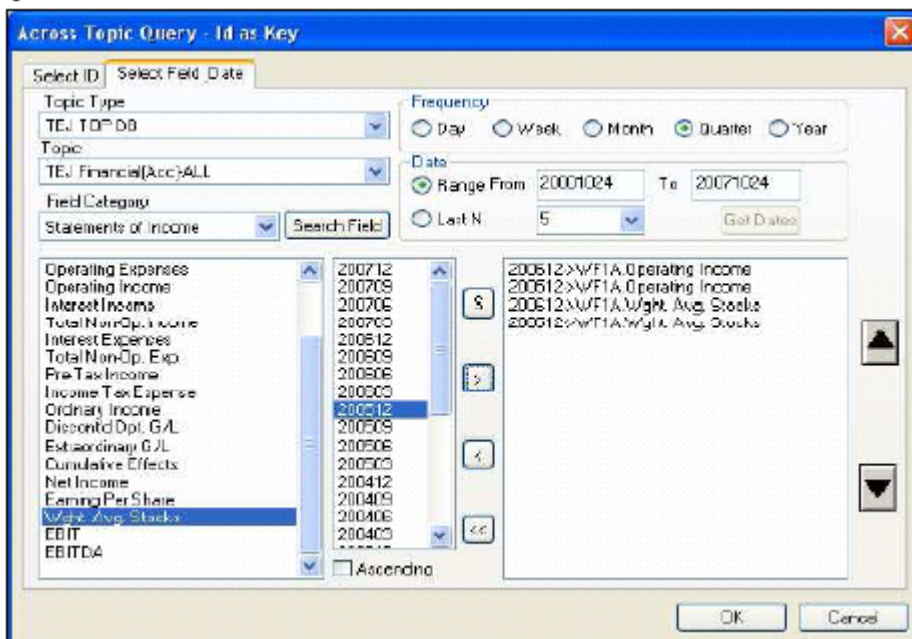 Across Topic Query - Id as Key
Select ID
Select Field Date
Topic Type
TEJ TOP DB
Topic
TEJ Financial(Acc)-ALL
Field Category
Statements of Income
Search Field
Frequency
Day
Week
Month
Quarter
Year
Date
Range From 20001024 To 20071024
Last N 5
Get Dates
Operating Expenses
Operating Income
Interest Income
Total Non-Op. Income
Interest Expenses
Total Non-Op. Exp.
Pre Tax Income
Income Tax Expense
Ordinary Income
Discontd Opt. G/L
Extraordinary G/L
Cumulative Effects
Net Income
Earning Per Share
Wght. Avg. Stocks
EBIT
EBITDA
200712
200709
200706
200703
200612
200609
200606
200603
200512
200509
200506
200503
200412
200409
200406
200403
Ascending
$
>
<
<<
200612>WF1A.Operating Income
200612>WF1A.Operating Income
200612>WF1A.Wght. Avg. Stocks
200512>WF1A.Wght. Avg. Stocks
OK
Cancel